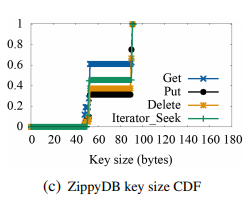 1
0.8
0.6
0.4
0.2
0
Get
Put
Delete
Iterator_Seek
0 20 40 60 80 100 120 140 160 180
Key size (bytes)
(c) ZippyDB key size CDF